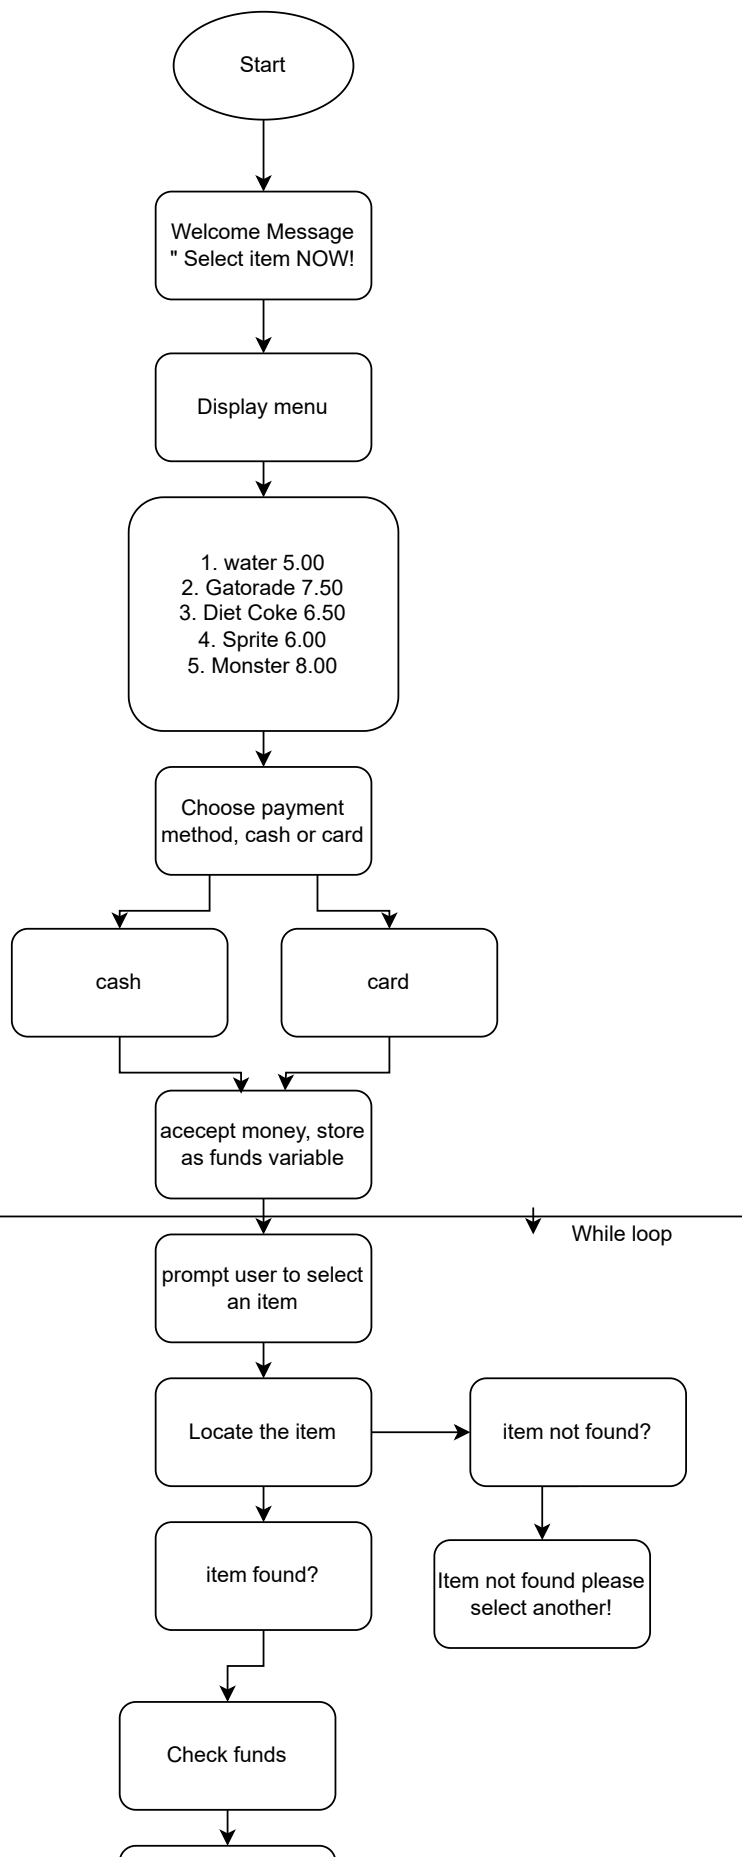 Start
Welcome Message
" Select item NOW!
Display menu
1. water 5.00
2. Gatorade 7.50
3. Diet Coke 6.50
4. Sprite 6.00
5. Monster 8.00
Choose payment
method, cash or card
cash
card
acecept money, store
as funds variable
While loop
prompt user to select
an item
Locate the item
item not found?
item found?
Item not found please
select another!
Check funds